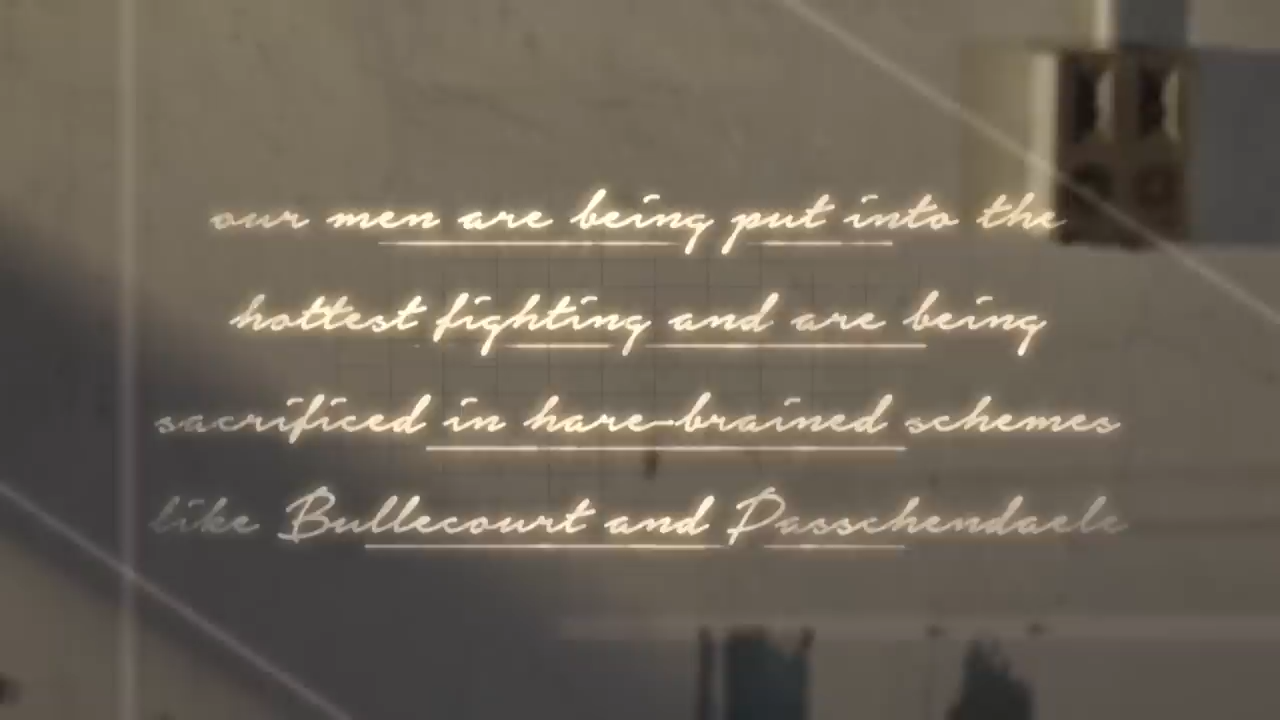 our men are being put into the
hottest fighting and are being
sacrificed in hare-brained schemes
like Bullecourt and Passchendaele